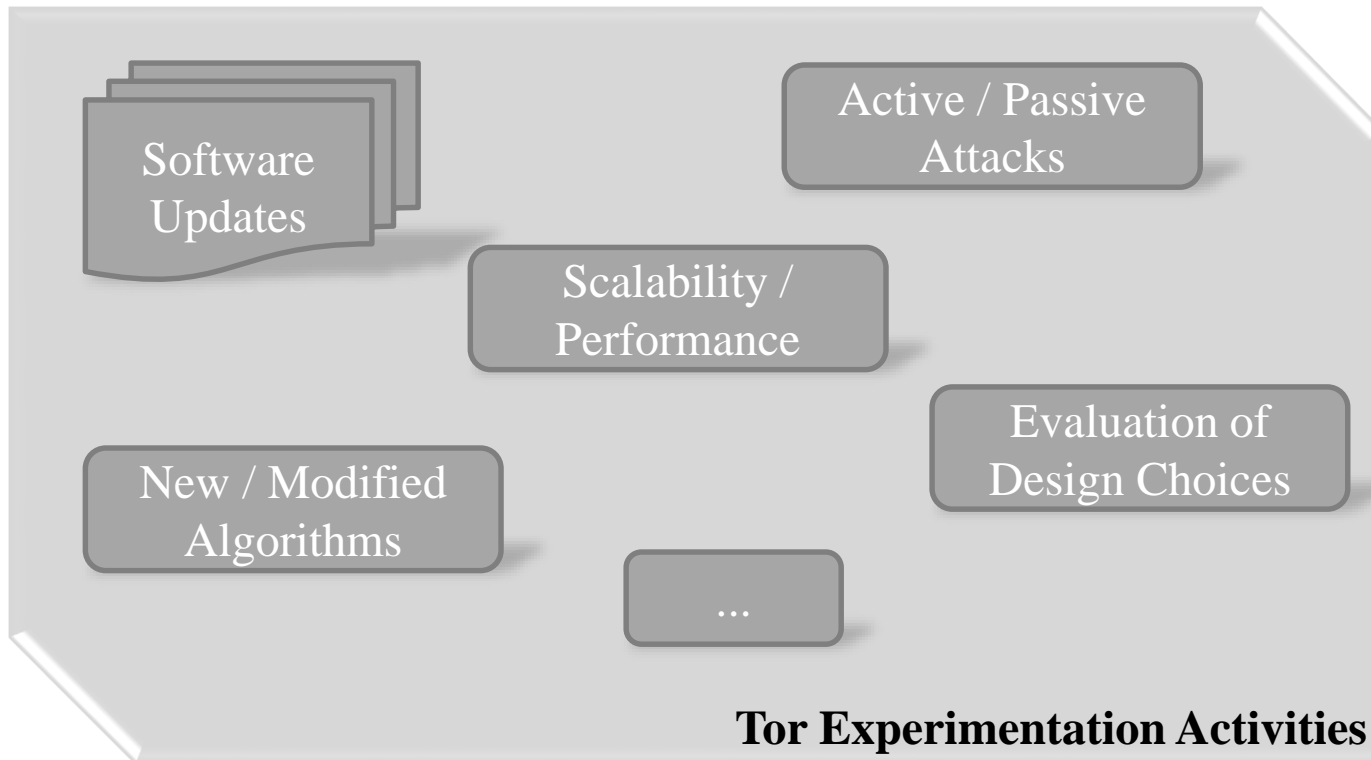 Software
Updates
Active / Passive
Attacks
Scalability /
Performance
Evaluation of
Design Choices
New / Modified
Algorithms
...
Tor Experimentation Activities